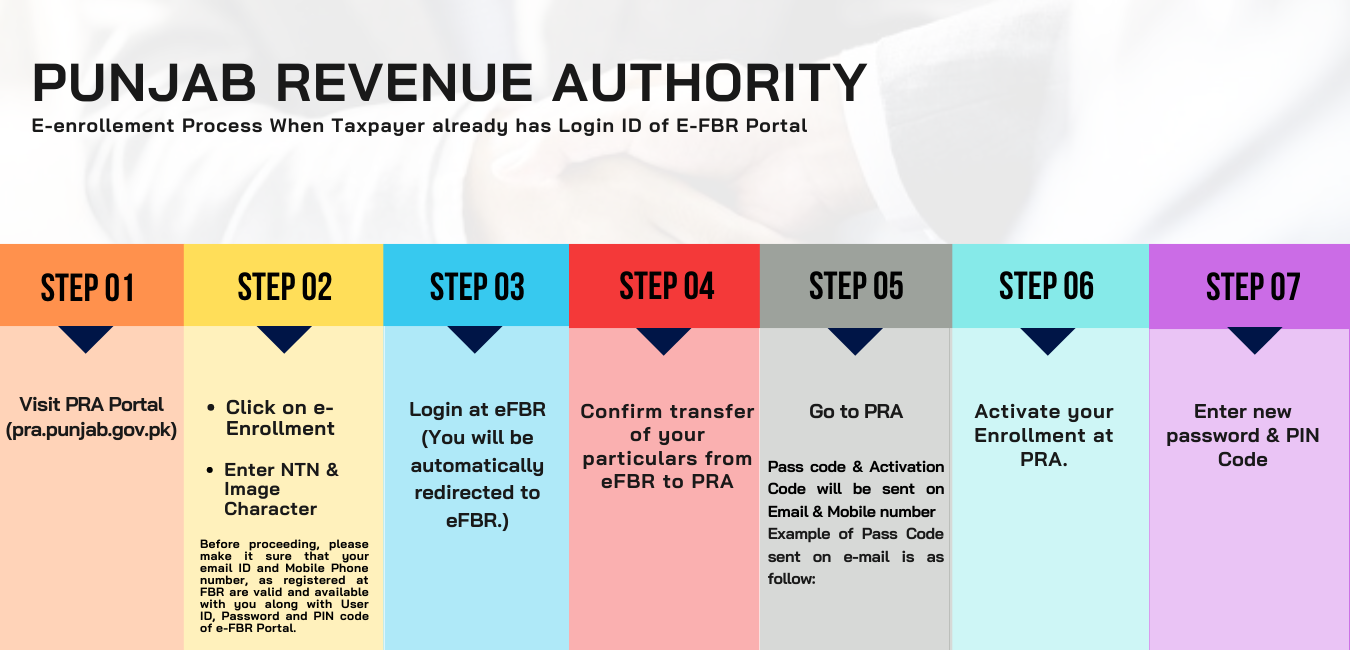 PUNJAB REVENUE AUTHORITY
E-enrollement Process When Taxpayer already has Login ID of E-FBR Portal
STEP 01
Visit PRA Portal
(pra.punjab.gov.pk)
STEP 02
• Click on e-
Enrollment
• Enter NTN &
Image
Character
Before proceeding, please
make it sure that your
email ID and Mobile Phone
number, as registered at
FBR are valid and available
with you along with User
ID, Password and PIN code
of e-FBR Portal.
STEP 03
Login at eFBR
(You will be
automatically
redirected to
eFBR.)
STEP 04
Confirm transfer
of your
particulars from
eFBR to PRA
STEP 05
Go to PRA
Pass code & Activation
Code will be sent on
Email & Mobile number
Example of Pass Code
sent on e-mail is as
follow:
STEP 06
Activate your
Enrollment at
PRA.
STEP 07
Enter new
password & PIN
Code